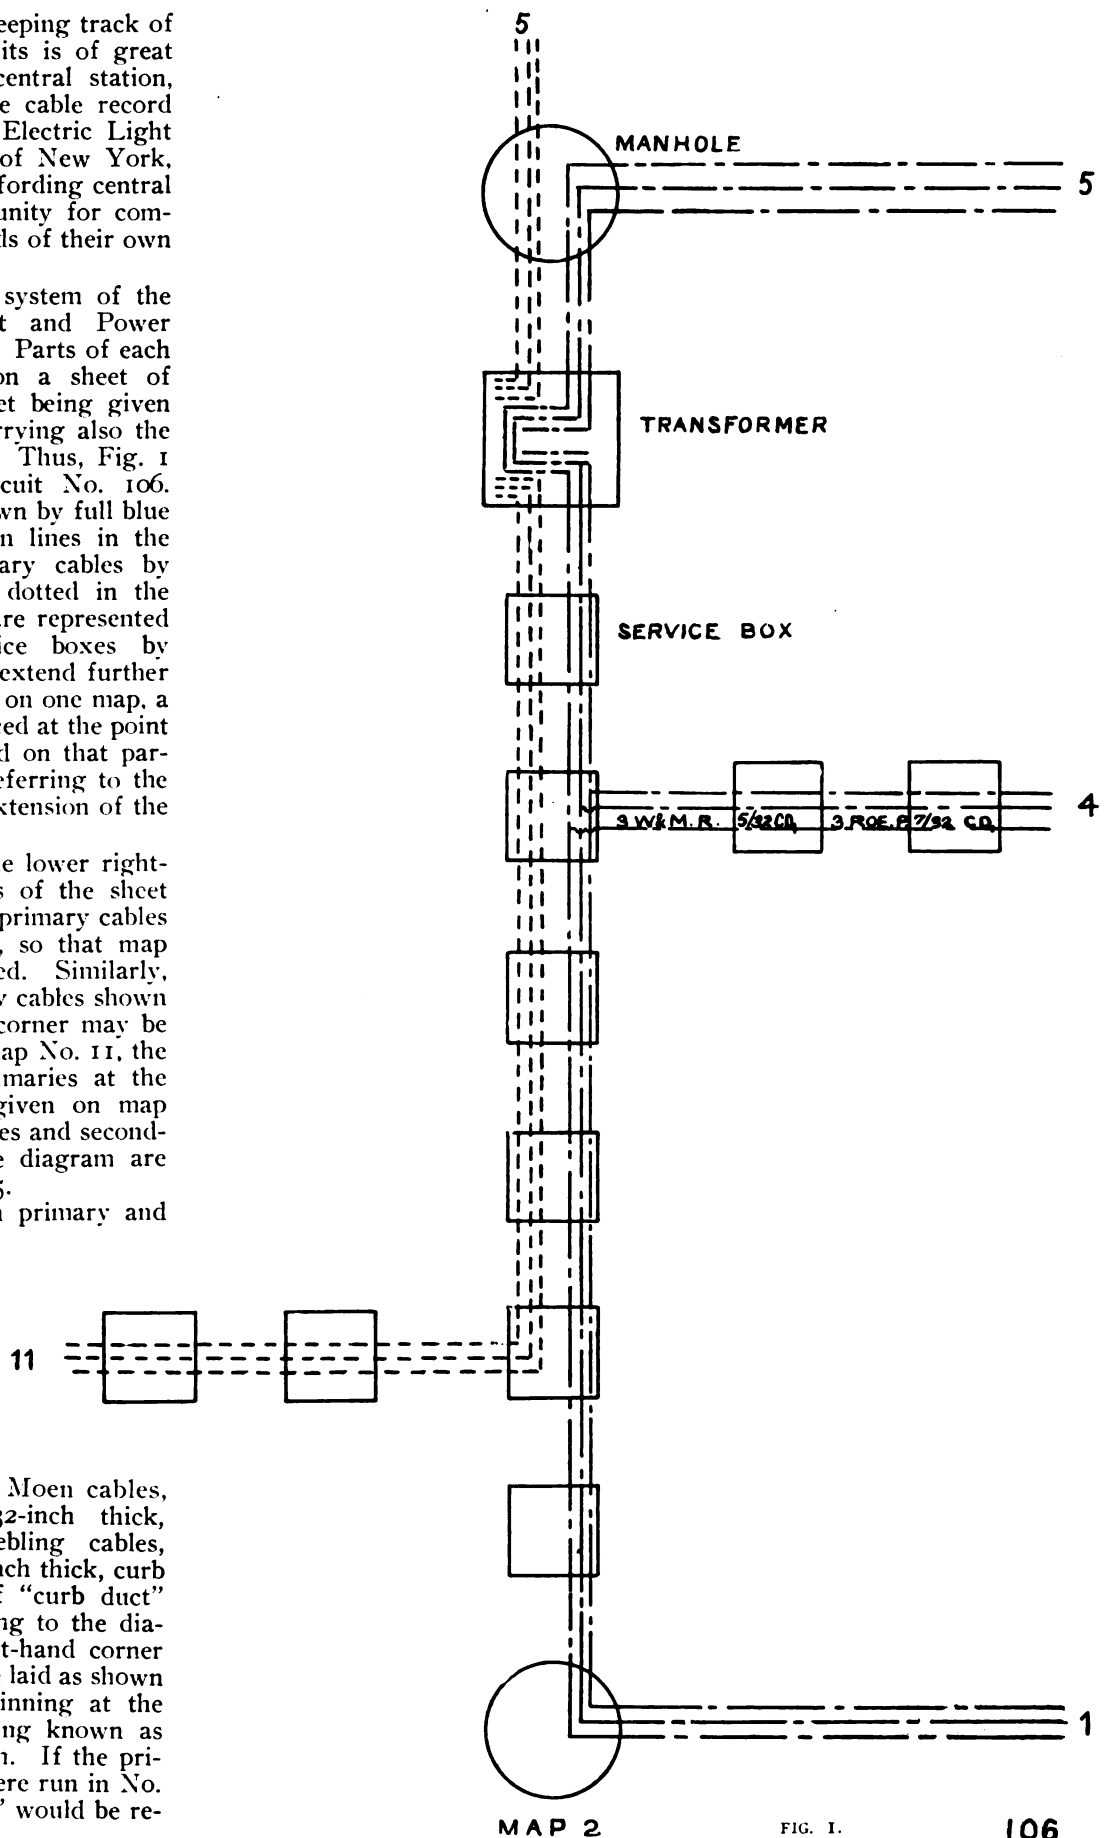 eeping track of
its is of great
central station,
e cable record
Electric Light
of New York,
fording central
unity for com-
ls of their own
system of the
t and Power
Parts of each
on a sheet of
et being given
rrying also the
Thus, Fig. 1
cuit No. 106.
wn by full blue
n lines in the
ary cables by
dotted in the
are represented
ice boxes by
extend further
on one map, a
ed at the point
d on that par-
eferring to the
xtension of the
e lower right-
s of the sheet
primary cables
, so that map
ed. Similarly,
y cables shown
corner may be
ap No. 11, the
maries at the
given on map
es and second-
e diagram are
5.
n primary and
Moen cables,
32-inch thick,
ebling cables,
nch thick, curb
f "curb duct"
ng to the dia-
t-hand corner
laid as shown
inning at the
ng known as
n. If the pri-
ere run in No.
" would be re-
5
MANHOLE
5
TRANSFORMER
SERVICE BOX
4
3 W&M.R. 5/32 C.D. 3 ROE.P. 7/32 C.D.
11
1
MAP 2
FIG. 1.
106